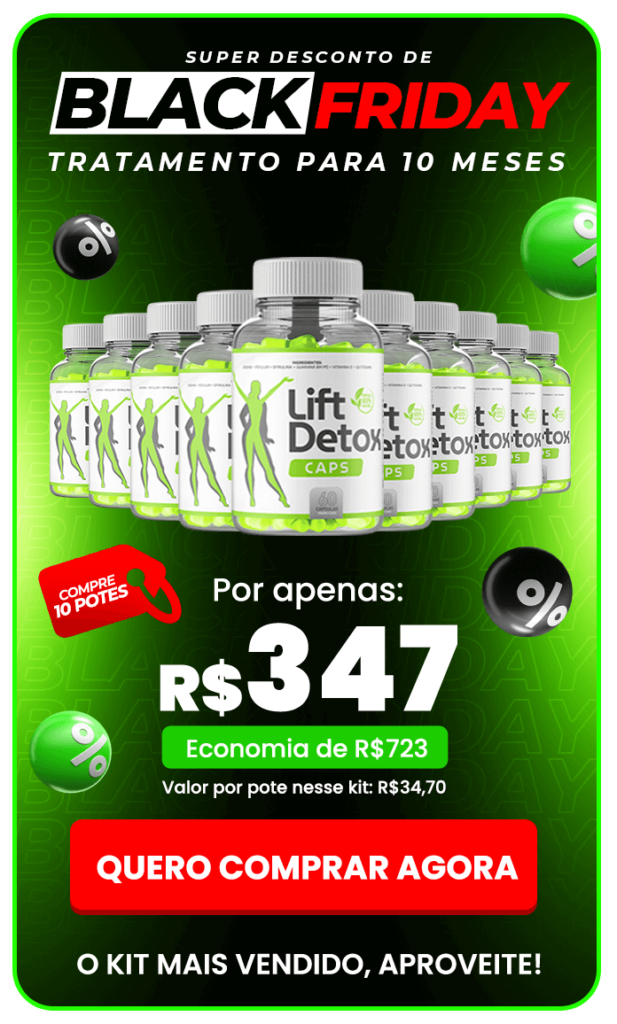 SUPER DESCONTO DE
BLACK FRIDAY
TRATAMENTO PARA 10 MESES
Lift
Detox
CAPS
60
CÁPSULAS
COMPRE
10 POTES
Por apenas:
R$347
Economia de R$723
Valor por pote nesse kit: R$34,70
QUERO COMPRAR AGORA
O KIT MAIS VENDIDO, APROVEITE!